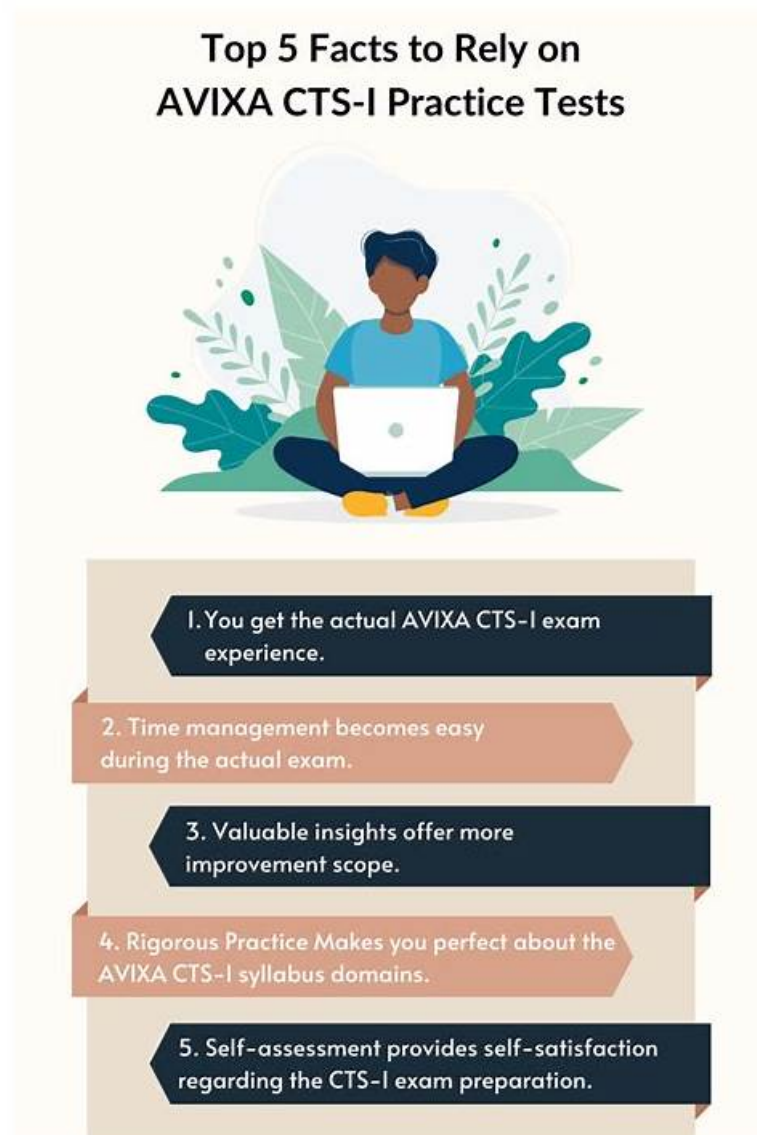 Top 5 Facts to Rely on
AVIXA CTS-I Practice Tests
1. You get the actual AVIXA CTS-I exam
experience.
2. Time management becomes easy
during the actual exam.
3. Valuable insights offer more
improvement scope.
4. Rigorous Practice Makes you perfect about the
AVIXA CTS-I syllabus domains.
5. Self-assessment provides self-satisfaction
regarding the CTS-I exam preparation.